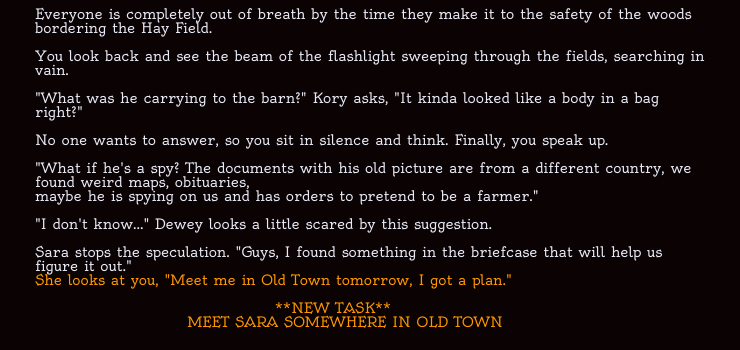 Everyone is completely out of breath by the time they make it to the safety of the woods
bordering the Hay Field.
You look back and see the beam of the flashlight sweeping through the fields, searching in
vain.
"What was he carrying to the barn?" Kory asks, "It kinda looked like a body in a bag
right?"
No one wants to answer, so you sit in silence and think. Finally, you speak up.
"What if he's a spy? The documents with his old picture are from a different country, we
found weird maps, obituaries,
maybe he is spying on us and has orders to pretend to be a farmer."
"I don't know..." Dewey looks a little scared by this suggestion.
Sara stops the speculation. "Guys, I found something in the briefcase that will help us
figure it out."
She looks at you, "Meet me in Old Town tomorrow, I got a plan."
**NEW TASK**
MEET SARA SOMEWHERE IN OLD TOWN